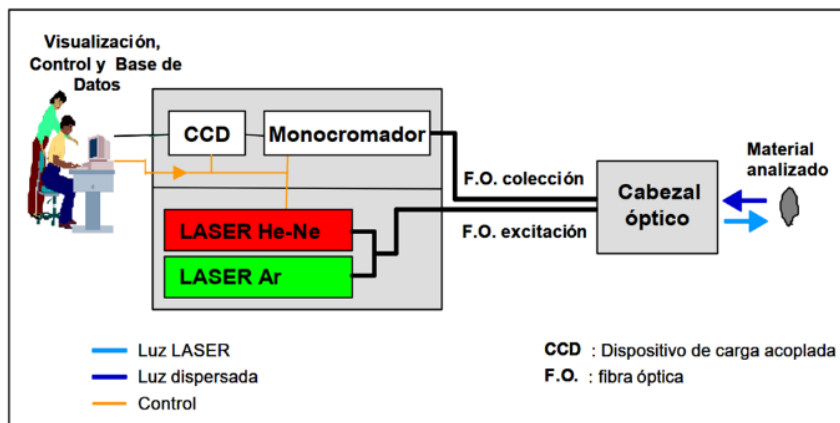 Visualización,
Control y Base de
Datos
CCD
Monocromador
F.O. colección
Cabezal
óptico
Material
analizado
F.O. excitación
LASER He-Ne
LASER Ar
Luz LASER
Luz dispersada
Control
CCD : Dispositivo de carga acoplada
F.O. : fibra óptica